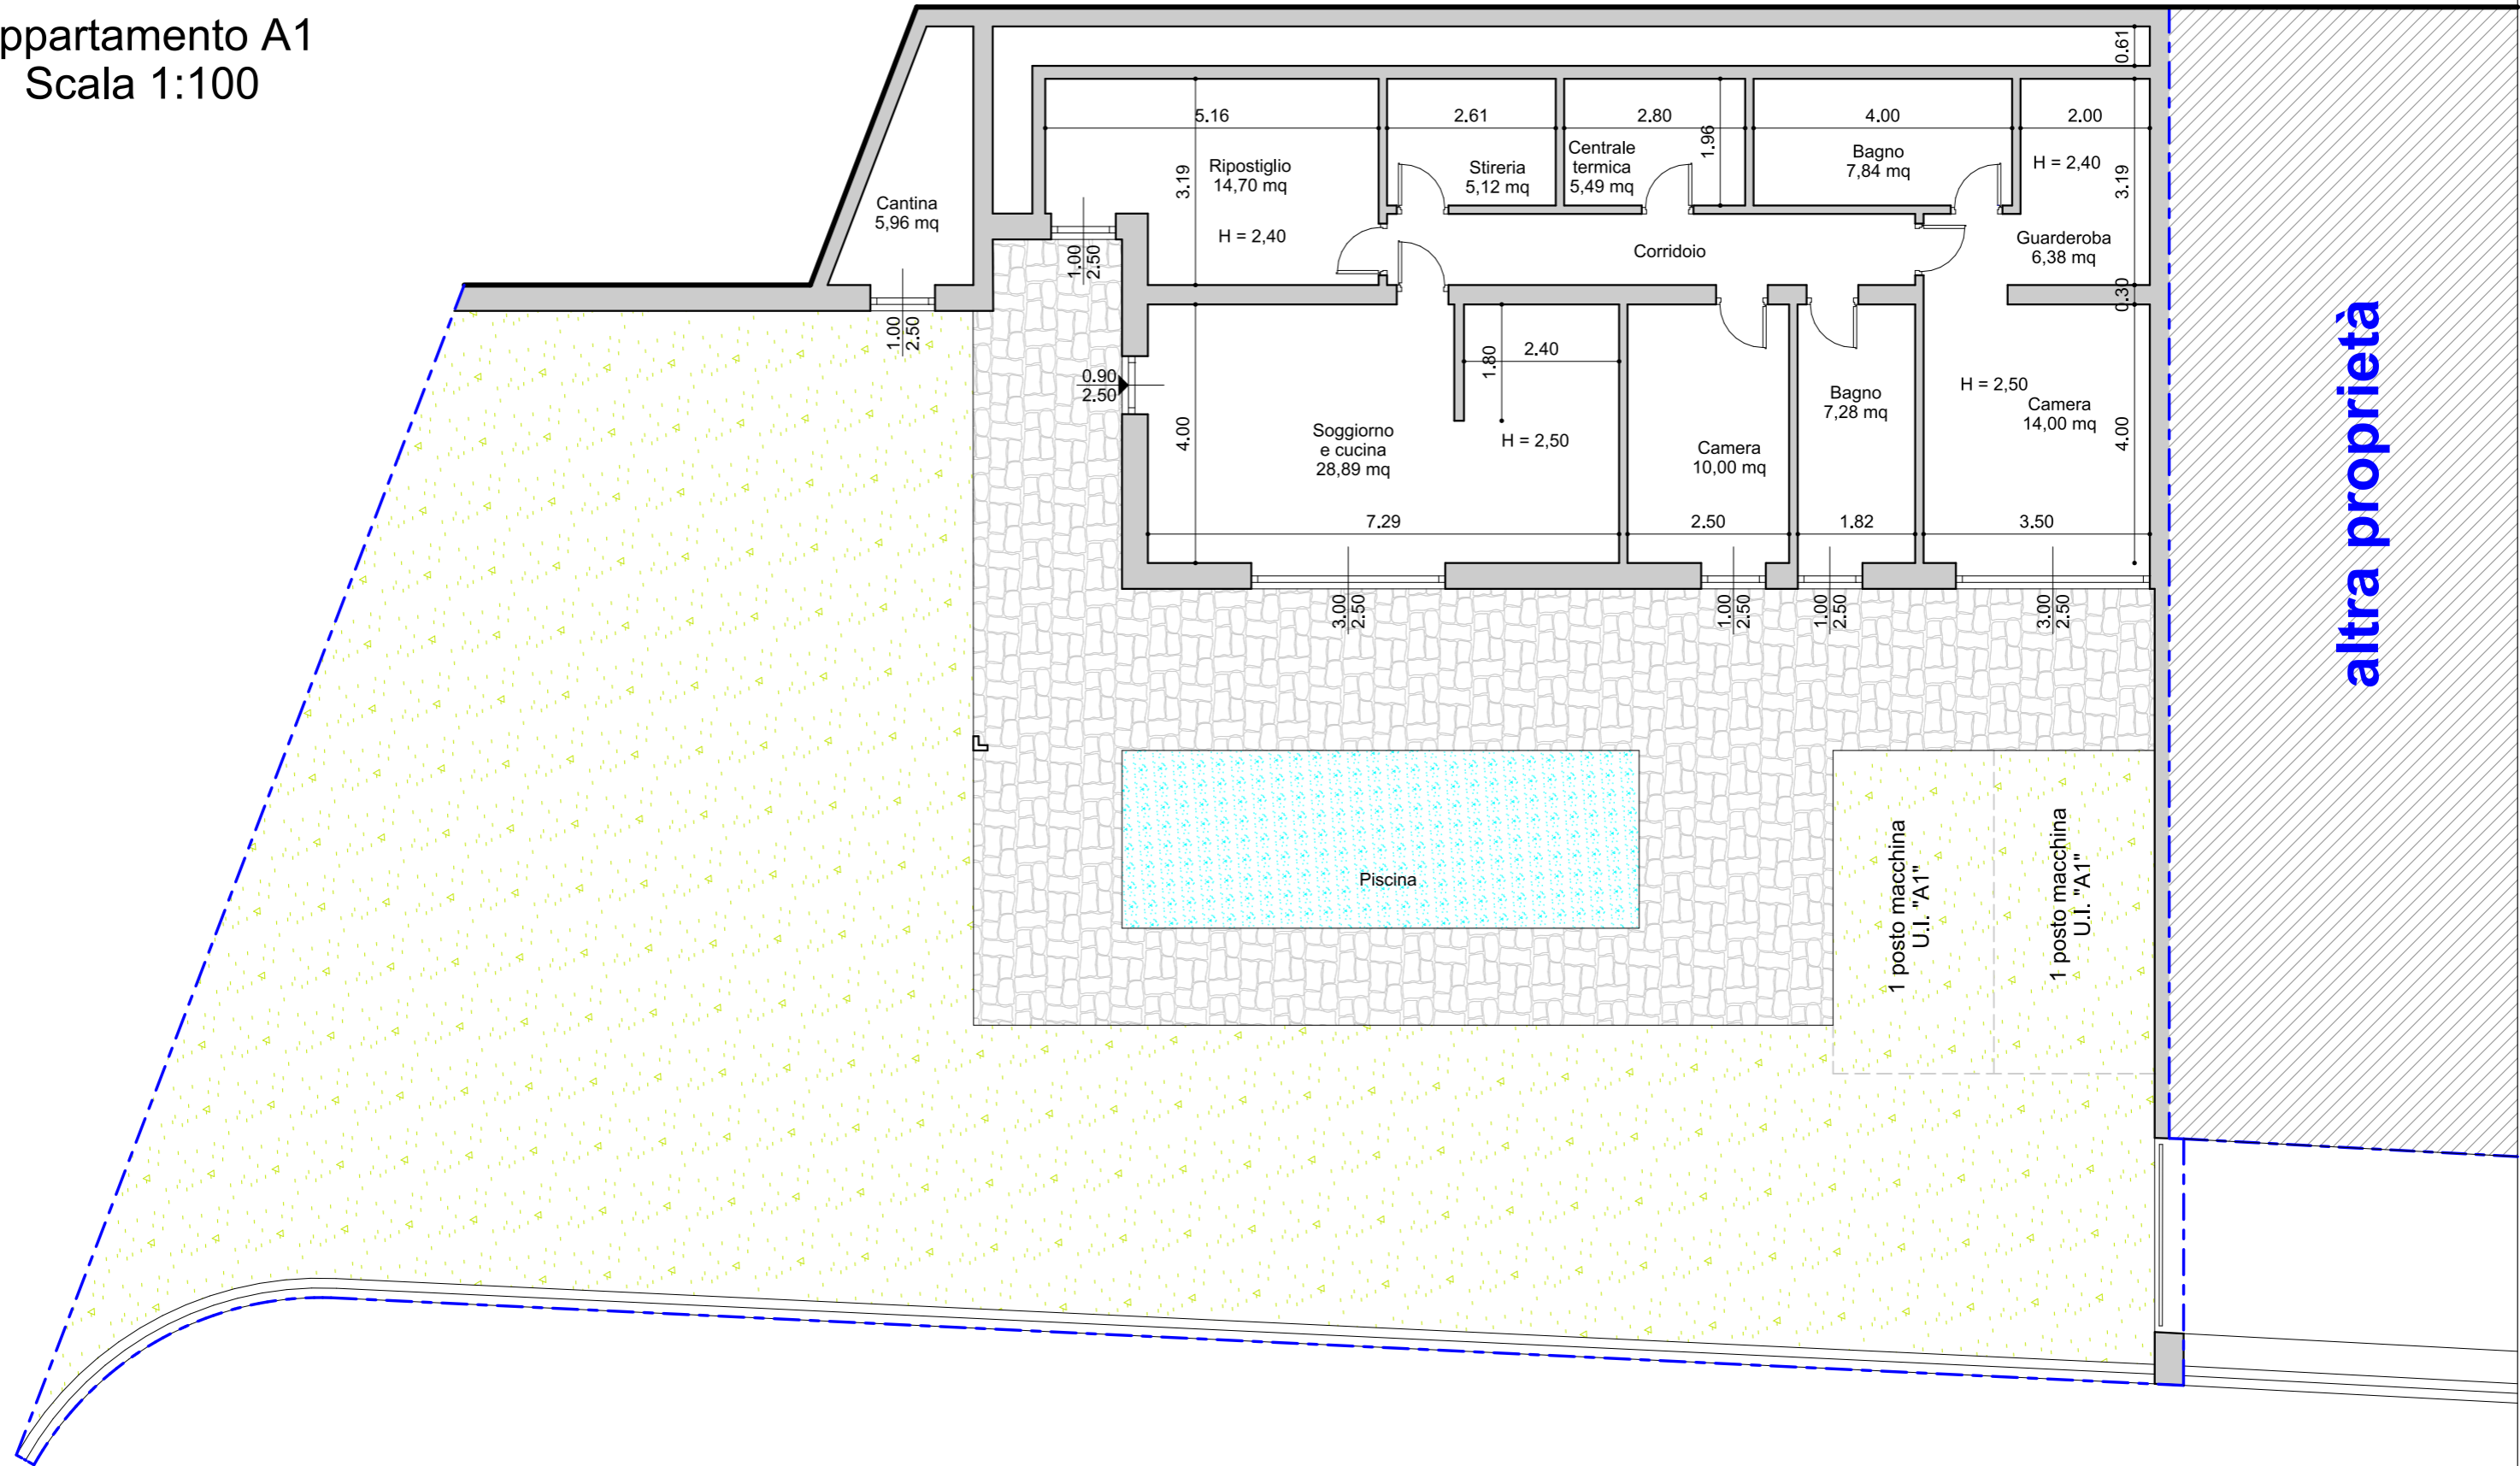 ppartamento A1
Scala 1:100
0.61
5.16
2.61
2.80
4.00
2.00
1.96
3.19
Ripostiglio
14,70 mq
H = 2,40
Stireria
5,12 mq
Centrale
termica
5,49 mq
Bagno
7,84 mq
H = 2,40
3.19
Cantina
5,96 mq
Corridoio
Guarderoba
6,38 mq
1.00
2.50
1.00
2.50
0.30
0.90
2.50
1.80
2.40
4.00
Soggiorno
e cucina
28,89 mq
H = 2,50
Camera
10,00 mq
Bagno
7,28 mq
H = 2,50
Camera
14,00 mq
4.00
7.29
2.50
1.82
3.50
3.00
2.50
1.00
2.50
1.00
2.50
3.00
2.50
altra proprietà
Piscina
1 posto macchina
U.I. "A1"
1 posto macchina
U.I. "A1"